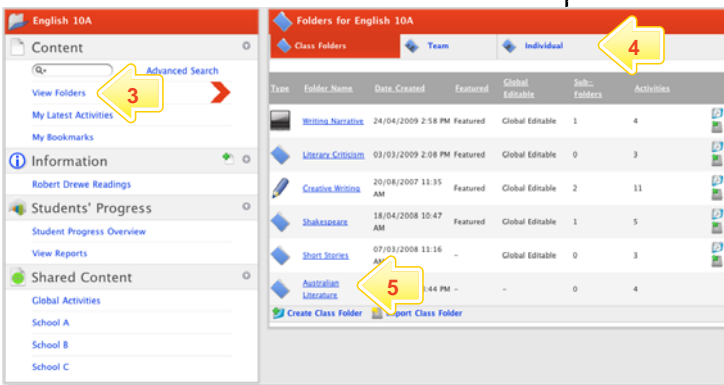 English 10A
Content
Advanced Search
View Folders
3
My Latest Activities
My Bookmarks
Information
Robert Drewe Readings
Students' Progress
Student Progress Overview
View Reports
Shared Content
Global Activities
School A
School B
School C
Folders for English 10A
Class Folders Team Individual
4
Type Folder Name Date Created Featured Global Editable Sub-Folders Activities
Writing Narrative 24/04/2009 2:58 PM Featured Global Editable 1 4
Literary Criticism 03/03/2009 2:08 PM Featured Global Editable 0 3
Creative Writing 20/08/2007 11:35 AM Featured Global Editable 2 11
Shakespeare 18/04/2008 10:47 AM Featured Global Editable 1 5
Short Stories 07/03/2008 11:16 - Global Editable 0 3
Australian Literature :44 PM - - 0 4
5
Create Class Folder Import Class Folder